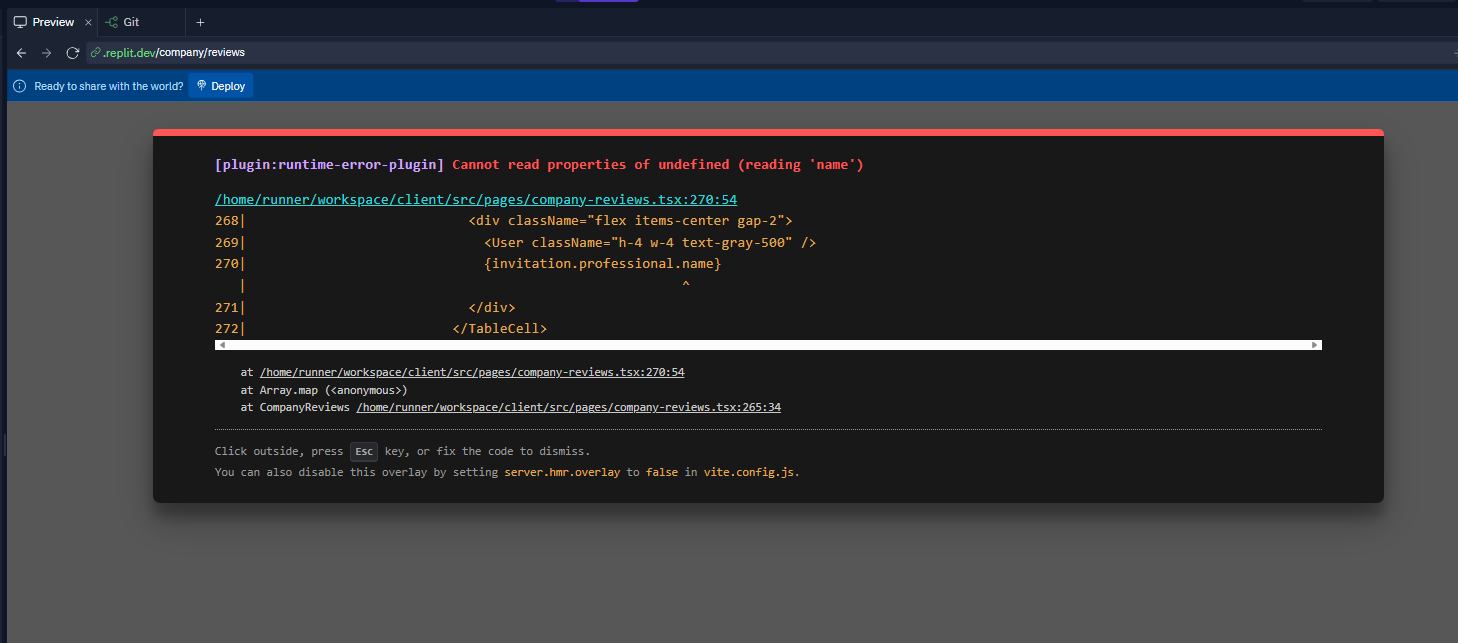 Preview × Git +
.replit.dev/company/reviews
Ready to share with the world? Deploy
[plugin:runtime-error-plugin] Cannot read properties of undefined (reading 'name')
/home/runner/workspace/client/src/pages/company-reviews.tsx:270:54
268| <div className="flex items-center gap-2">
269| <User className="h-4 w-4 text-gray-500" />
270| {invitation.professional.name}
| ^
271| </div>
272| </TableCell>
at /home/runner/workspace/client/src/pages/company-reviews.tsx:270:54
at Array.map (<anonymous>)
at CompanyReviews /home/runner/workspace/client/src/pages/company-reviews.tsx:265:34
Click outside, press Esc key, or fix the code to dismiss.
You can also disable this overlay by setting server.hmr.overlay to false in vite.config.js.